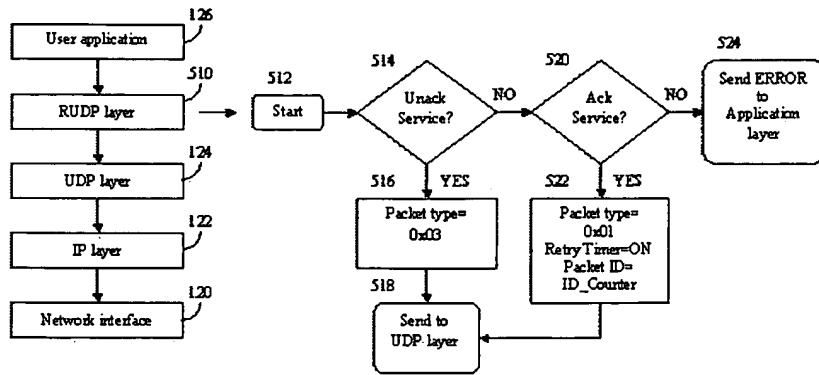 126
User application
510
RUDP layer
124
UDP layer
122
IP layer
120
Network interface
512
Start
514
Unack
Service?
NO
520
Ack
Service?
NO
524
Send ERROR
to
Application
layer
516
YES
Packet type=
0x03
522
YES
Packet type=
0x01
Retry Timer=ON
Packet ID=
ID_Counter
518
Send to
UDP layer